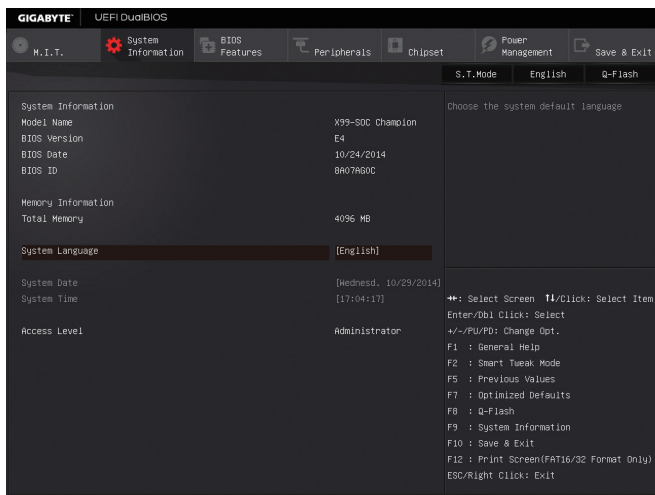 GIGABYTE™ UEFI DualBIOS
M.I.T. System Information BIOS Features Peripherals Chipset Power Management Save & Exit
S.T.Mode English Q-Flash
System Information
Model Name X99-SOC Champion
BIOS Version E4
BIOS Date 10/24/2014
BIOS ID 8A07AG0C
Memory Information
Total Memory 4096 MB
System Language [English]
System Date [Wednesd. 10/29/2014]
System Time [17:04:17]
Access Level Administrator
Choose the system default language
→←: Select Screen ↑↓/Click: Select Item
Enter/Dbl Click: Select
+/-/PU/PD: Change Opt.
F1 : General Help
F2 : Smart Tweak Mode
F5 : Previous Values
F7 : Optimized Defaults
F8 : Q-Flash
F9 : System Information
F10 : Save & Exit
F12 : Print Screen(FAT16/32 Format Only)
ESC/Right Click: Exit